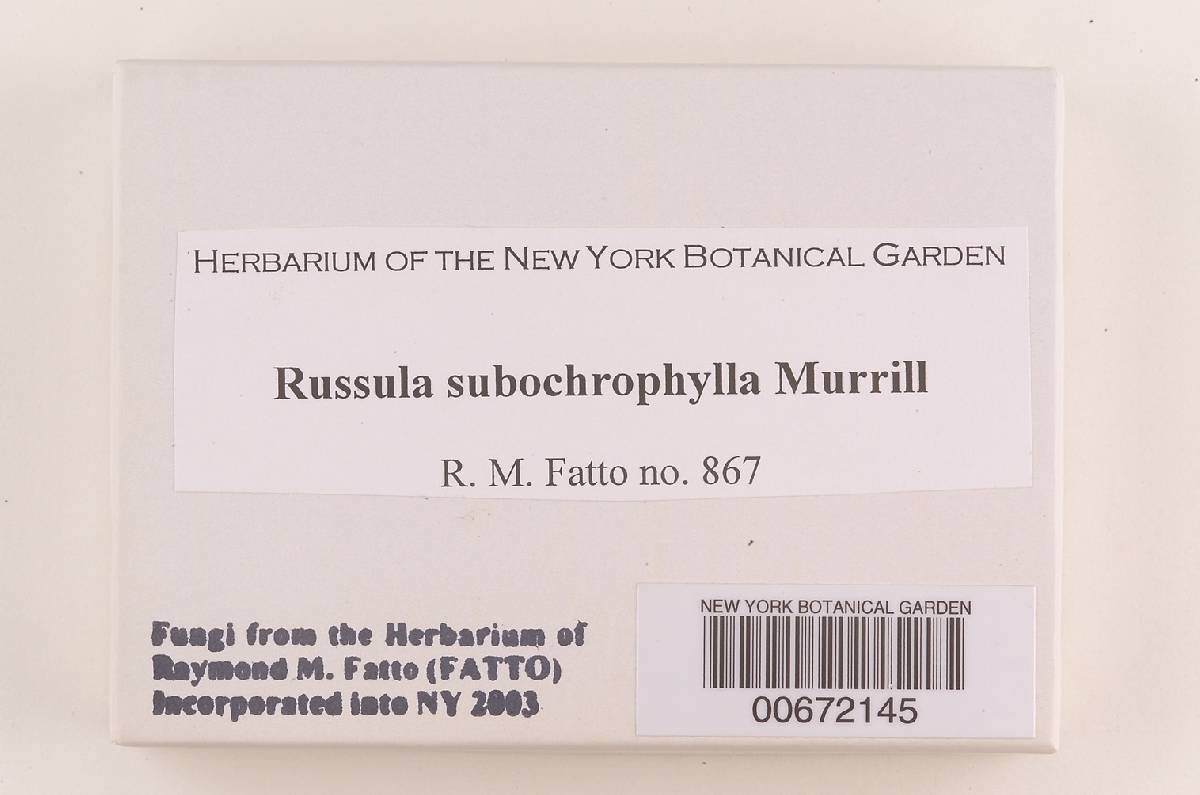 HERBARIUM OF THE NEW YORK BOTANICAL GARDEN
Russula subochrophylla Murrill
R. M. Fatto no. 867
Fungi from the Herbarium of
Raymond M. Fatto (FATTO)
Incorporated into NY 2003
NEW YORK BOTANICAL GARDEN
00672145